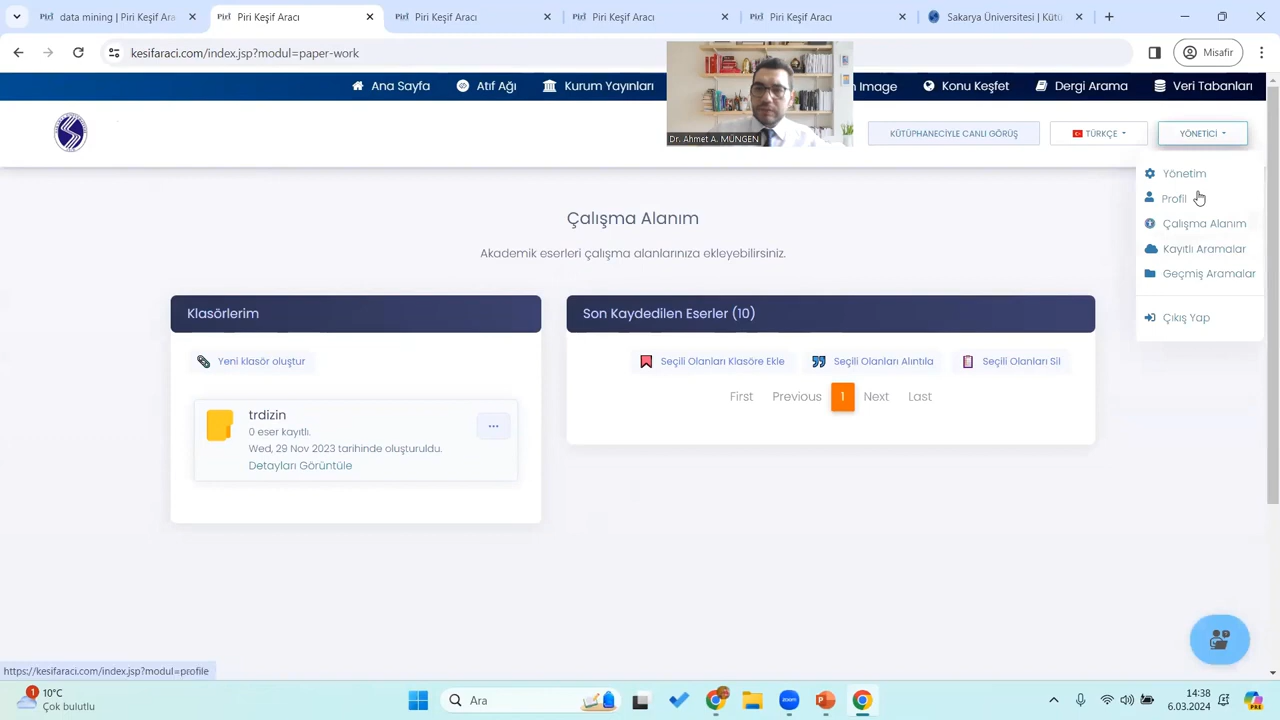 data mining | Piri Keşif Ara
Piri Keşif Aracı
Piri Keşif Aracı
Piri Keşif Aracı
Sakarya Üniversitesi | Kütü
kesifaraci.com/index.jsp?modul=paper-work
Misafir
Ana Sayfa
Atıf Ağı
Kurum Yayınları
Image
Konu Keşfet
Dergi Arama
Veri Tabanları
Dr. Ahmet A. MÜNGEN
KÜTÜPHANECİYLE CANLI GÖRÜŞ
TÜRKÇE
YÖNETİCİ
Yönetim
Profil
Çalışma Alanım
Kayıtlı Aramalar
Geçmiş Aramalar
Çıkış Yap
Çalışma Alanım
Akademik eserleri çalışma alanlarınıza ekleyebilirsiniz.
Klasörlerim
Yeni klasör oluştur
trdizin
0 eser kayıtlı.
Wed, 29 Nov 2023 tarihinde oluşturuldu.
Detayları Görüntüle
...
Son Kaydedilen Eserler (10)
Seçili Olanları Klasöre Ekle
Seçili Olanları Alıntıla
Seçili Olanları Sil
First Previous 1 Next Last
https://kesifaraci.com/index.jsp?modul=profile
1
10°C
Çok bulutlu
Ara
zoom
14:38
6.03.2024